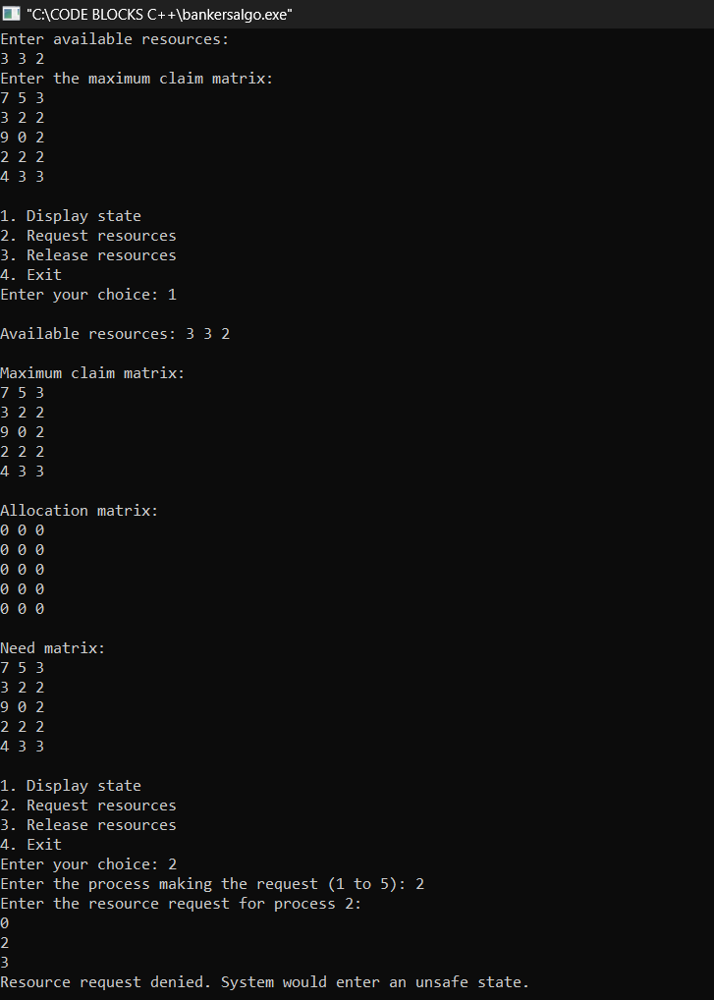 "C:\CODE BLOCKS C++\bankersalgo.exe"
Enter available resources:
3 3 2
Enter the maximum claim matrix:
7 5 3
3 2 2
9 0 2
2 2 2
4 3 3
1. Display state
2. Request resources
3. Release resources
4. Exit
Enter your choice: 1
Available resources: 3 3 2
Maximum claim matrix:
7 5 3
3 2 2
9 0 2
2 2 2
4 3 3
Allocation matrix:
0 0 0
0 0 0
0 0 0
0 0 0
0 0 0
Need matrix:
7 5 3
3 2 2
9 0 2
2 2 2
4 3 3
1. Display state
2. Request resources
3. Release resources
4. Exit
Enter your choice: 2
Enter the process making the request (1 to 5): 2
Enter the resource request for process 2:
0
2
3
Resource request denied. System would enter an unsafe state.